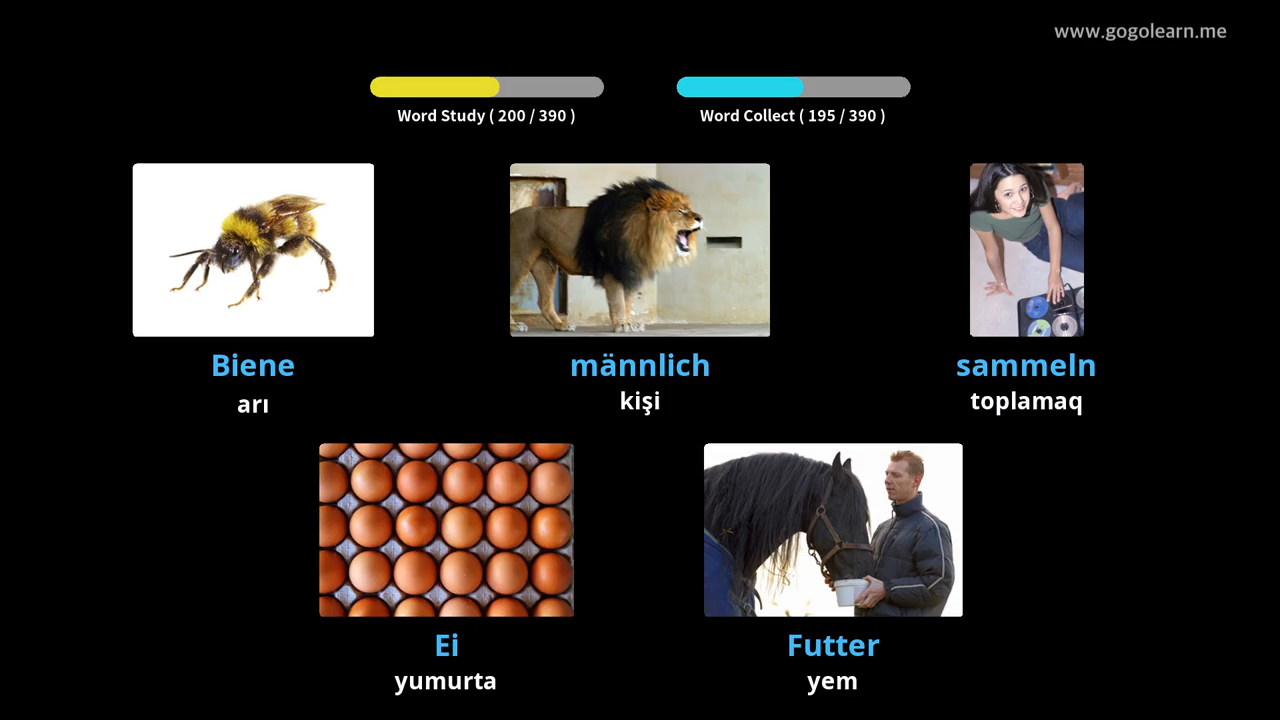 www.gogolearn.me
Word Study ( 200 / 390 )
Word Collect ( 195 / 390 )
Biene
arı
männlich
kişi
sammeln
toplamaq
Ei
yumurta
Futter
yem